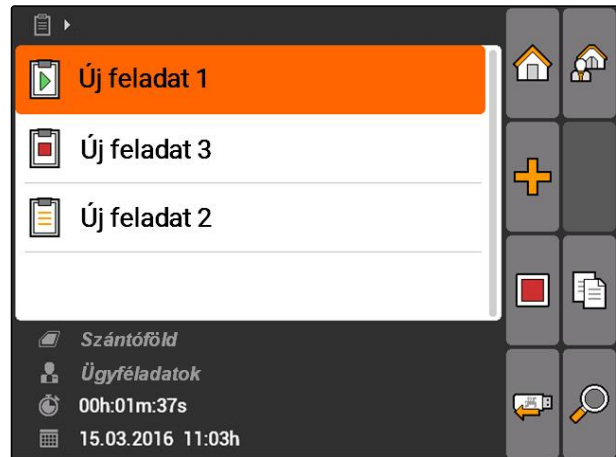 Új feladat 1
Új feladat 3
Új feladat 2
Szántóföld
Ügyféladatok
00h:01m:37s
15.03.2016 11:03h